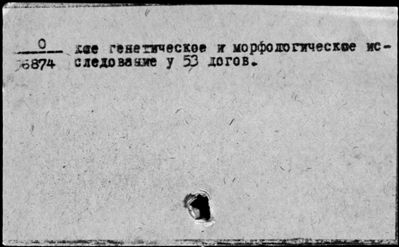 О кое генетическое и морфологическое ис-
6874 следование у 53 догов.